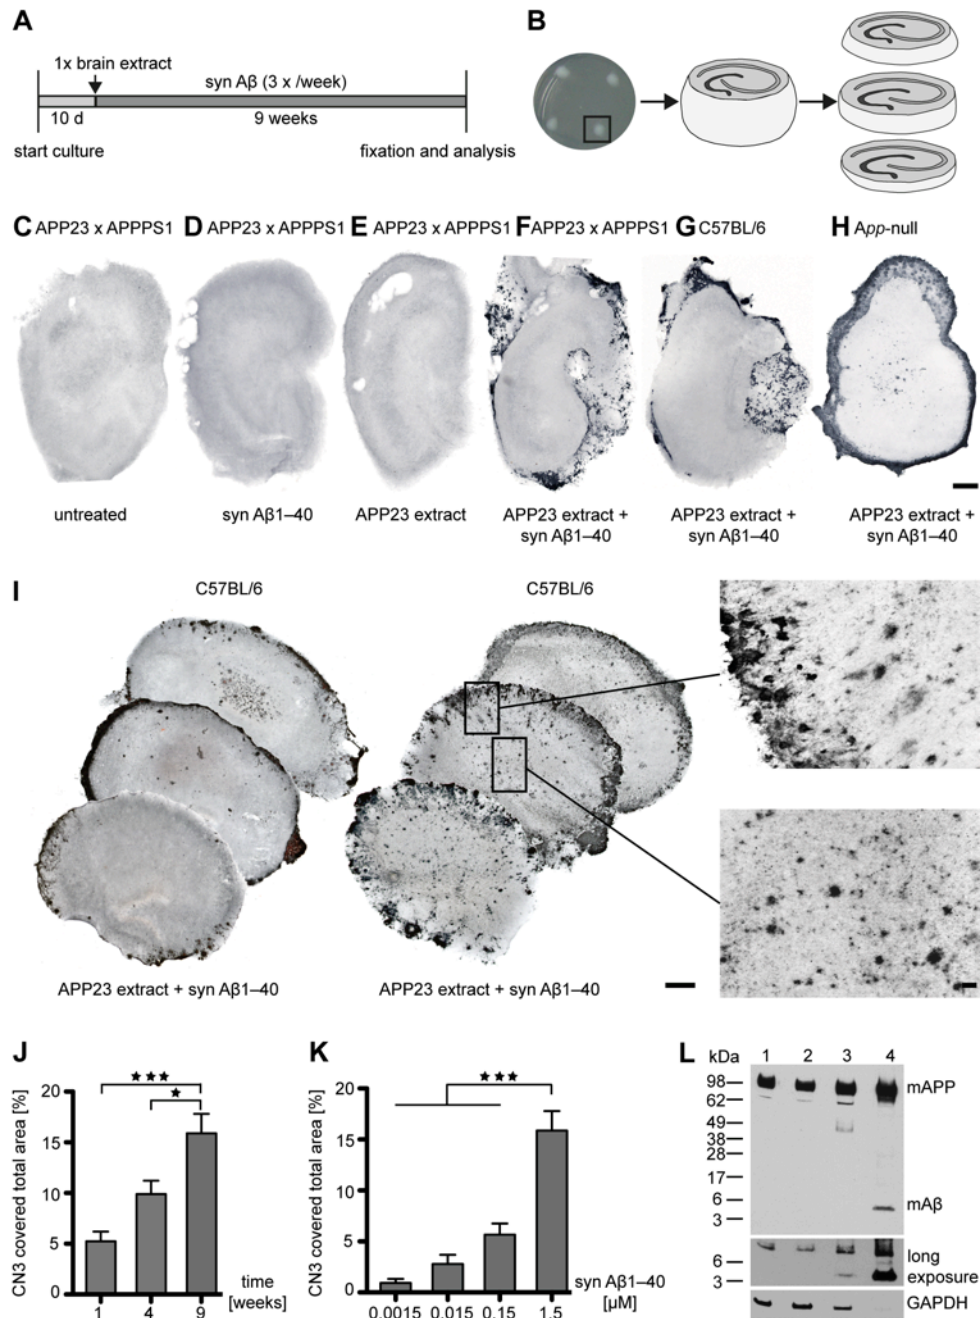 A
1x brain extract
syn Aβ (3 x /week)
10 d
9 weeks
start culture
fixation and analysis
B
C APP23 x APPPS1
D APP23 x APPPS1
E APP23 x APPPS1
F APP23 x APPPS1
G C57BL/6
H App-null
untreated
syn Aβ1–40
APP23 extract
APP23 extract +
syn Aβ1–40
APP23 extract +
syn Aβ1–40
APP23 extract +
syn Aβ1–40
I
C57BL/6
C57BL/6
APP23 extract + syn Aβ1–40
APP23 extract + syn Aβ1–40
J
CN3 covered total area [%]
20
15
10
5
0
1 4 9
time
[weeks]
K
CN3 covered total area [%]
20
15
10
5
0
0.0015 0.015 0.15 1.5
syn Aβ1–40
[µM]
L
kDa 1 2 3 4
98
62
49
38
28
17
6
3
mAPP
mAβ
6
3
long
exposure
GAPDH